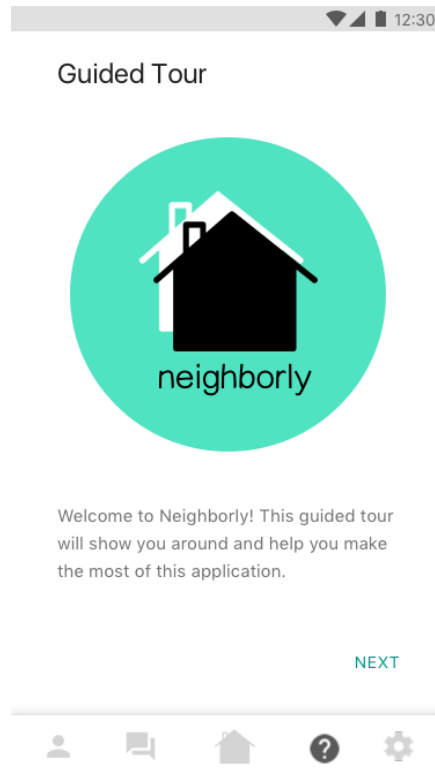 12:30
Guided Tour
neighborly
Welcome to Neighborly! This guided tour
will show you around and help you make
the most of this application.
NEXT
?